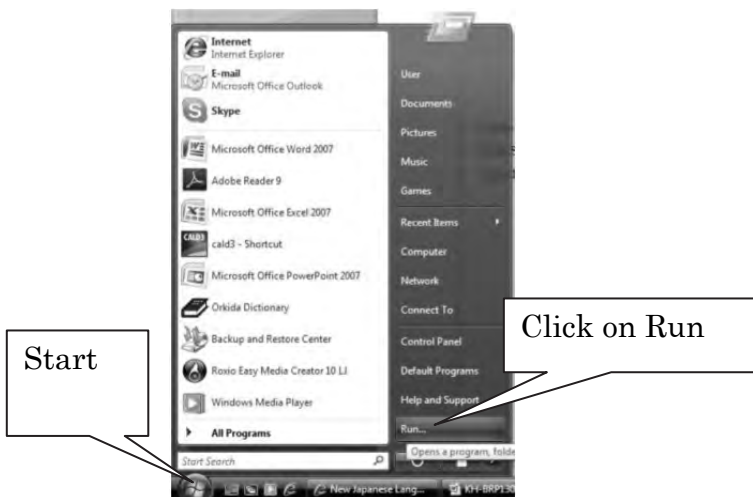 Internet
Internet Explorer
E-mail
Microsoft Office Outlook
Skype
Microsoft Office Word 2007
Adobe Reader 9
Microsoft Office Excel 2007
CALD3
cald3 - Shortcut
Microsoft Office PowerPoint 2007
Orkida Dictionary
Backup and Restore Center
Roxio Easy Media Creator 10 LJ
Windows Media Player
All Programs
Start Search
User
Documents
Pictures
Music
Games
Recent Items
Computer
Network
Connect To
Control Panel
Default Programs
Help and Support
Run...
Opens a program, folde
Start
Click on Run
New Japanese Lang...
KH-BRP130